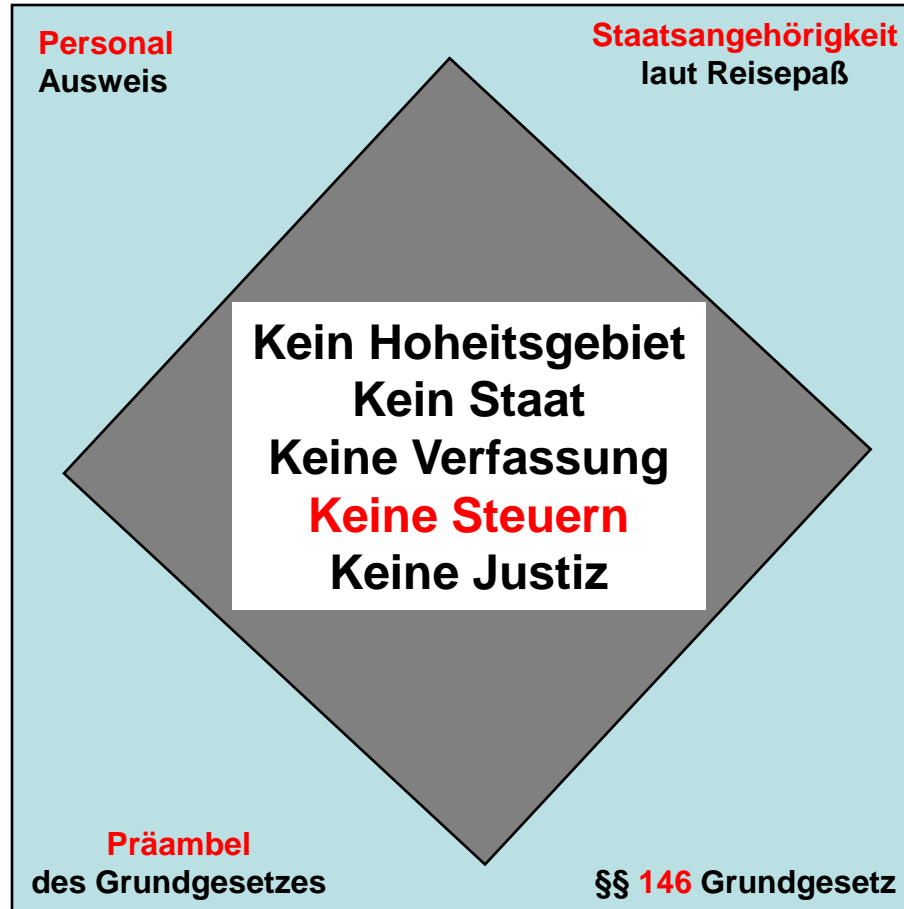 Personal
Ausweis
Staatsangehörigkeit
laut Reisepaß
Kein Hoheitsgebiet
Kein Staat
Keine Verfassung
Keine Steuern
Keine Justiz
Präambel
des Grundgesetzes
§§ 146 Grundgesetz